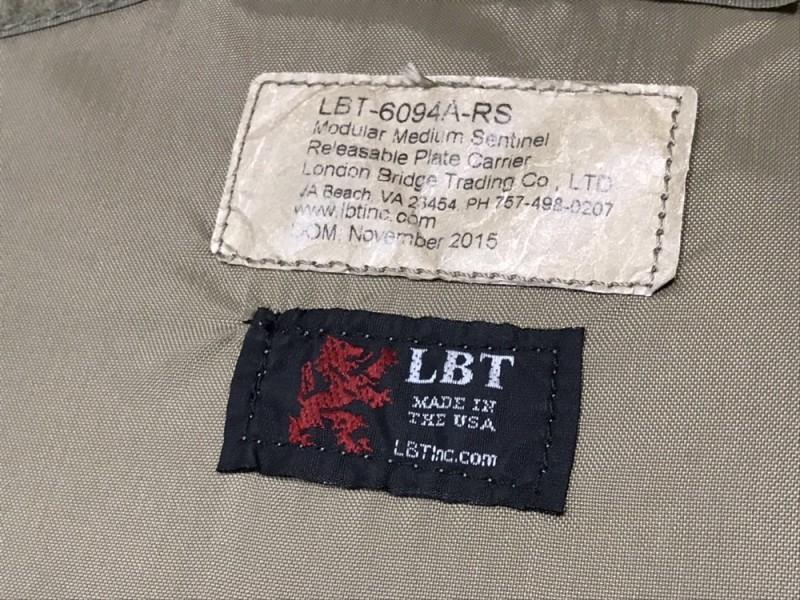 LBT-6094A-RS
Modular Medium Sentinel
Releasable Plate Carrier
London Bridge Trading Co., LTD
VA Beach, VA 23454. PH 757-498-0207
www.lbtinc.com
DOM: November 2015
LBT
MADE IN
THE USA
LBTInc.com